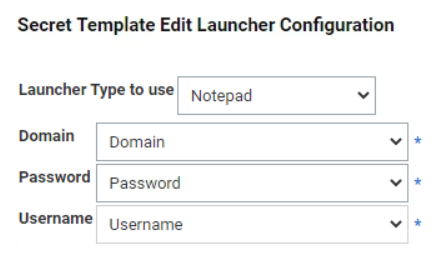 Secret Template Edit Launcher Configuration
Launcher Type to use Notepad
Domain Domain *
Password Password *
Username Username *